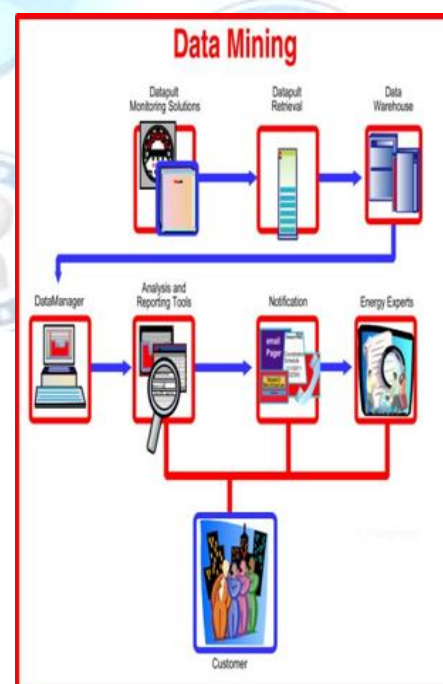 Data Mining
Datapult
Monitoring Solutions
Datapult
Retrieval
Data
Warehouse
DataManager
Analysis and
Reporting Tools
Notification
Energy Experts
email
Pager
Customer